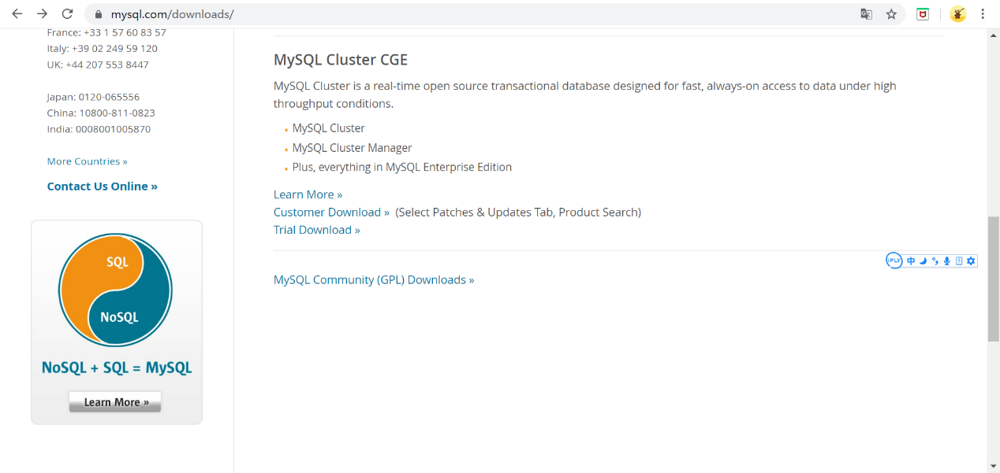 mysql.com/downloads/
France: +33 1 57 60 83 57
Italy: +39 02 249 59 120
UK: +44 207 553 8447
Japan: 0120-065556
China: 10800-811-0823
India: 0008001005870
More Countries »
Contact Us Online »
SQL
NoSQL
NoSQL + SQL = MySQL
Learn More »
MySQL Cluster CGE
MySQL Cluster is a real-time open source transactional database designed for fast, always-on access to data under high
throughput conditions.
MySQL Cluster
MySQL Cluster Manager
Plus, everything in MySQL Enterprise Edition
Learn More »
Customer Download » (Select Patches & Updates Tab, Product Search)
Trial Download »
iFLY 中
MySQL Community (GPL) Downloads »